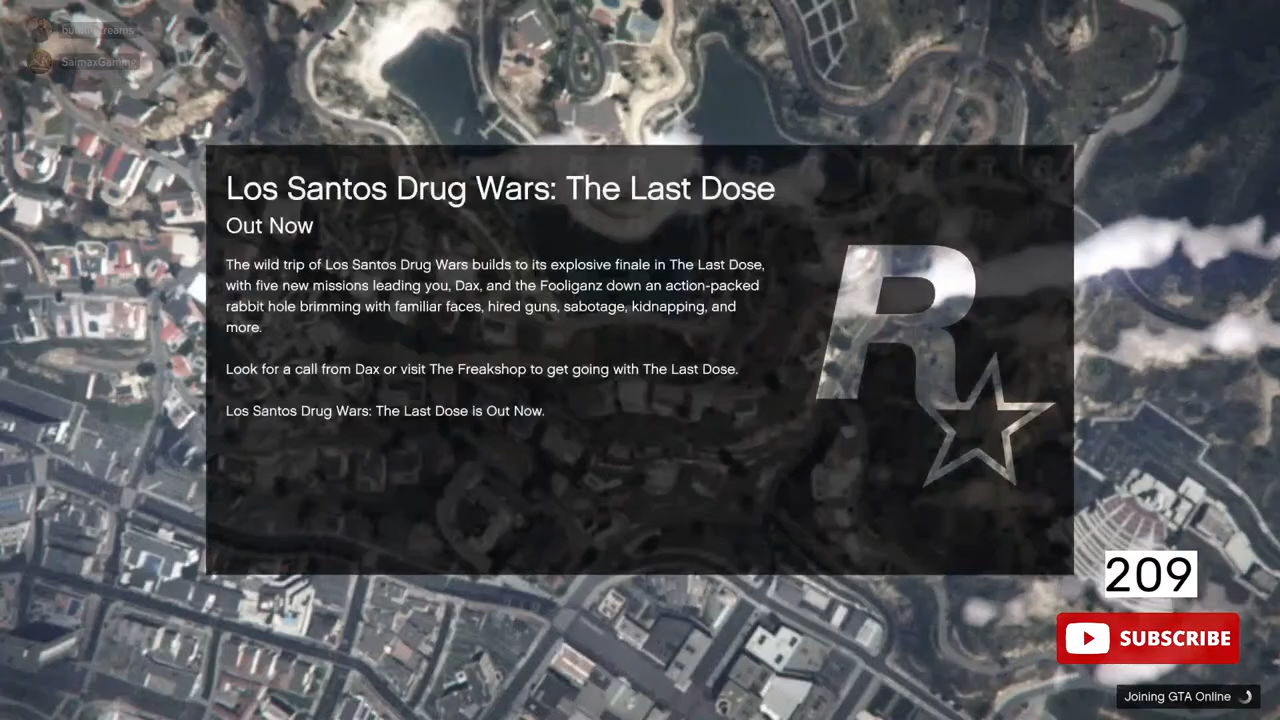 SaimaxGaming
Los Santos Drug Wars: The Last Dose
Out Now
The wild trip of Los Santos Drug Wars builds to its explosive finale in The Last Dose,
with five new missions leading you, Dax, and the Fooliganz down an action-packed
rabbit hole brimming with familiar faces, hired guns, sabotage, kidnapping, and
more.
Look for a call from Dax or visit The Freakshop to get going with The Last Dose.
Los Santos Drug Wars: The Last Dose is Out Now.
R
209
SUBSCRIBE
Joining GTA Online